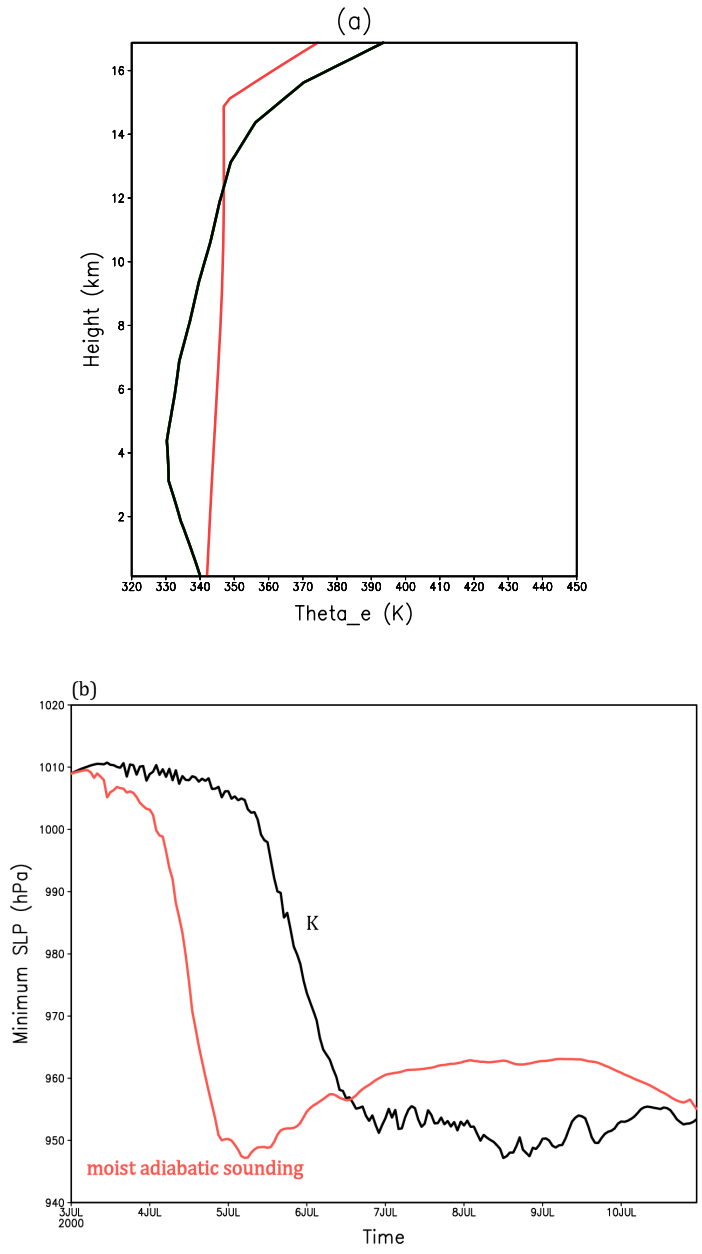 (a)
16
14
12
10
8
6
4
2
Height (km)
320 330 340 350 360 370 380 390 400 410 420 430 440 450
Theta_e (K)
(b)
1020
1010
1000
990
980
970
960
950
940
Minimum SLP (hPa)
K
moist adiabatic sounding
3JUL 4JUL 5JUL 6JUL 7JUL 8JUL 9JUL 10JUL
2000
Time